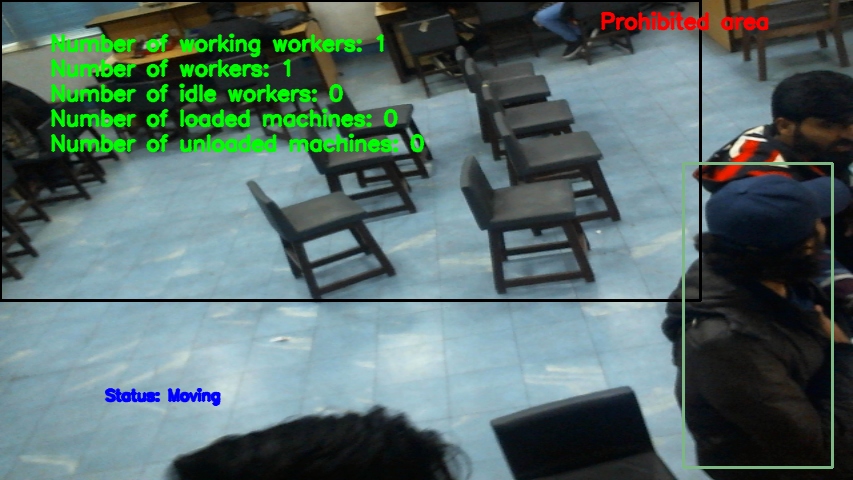 Prohibited area
Number of working workers: 1
Number of workers: 1
Number of idle workers: 0
Number of loaded machines: 0
Number of unloaded machines: 0
Status: Moving